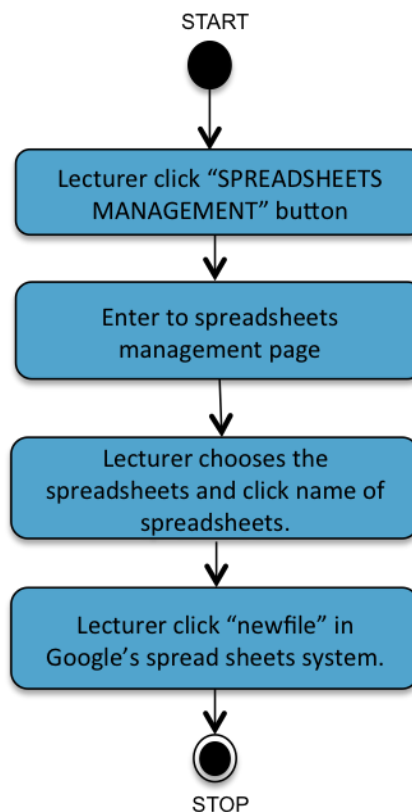 START
Lecturer click “SPREADSHEETS
MANAGEMENT” button
Enter to spreadsheets
management page
Lecturer chooses the
spreadsheets and click name of
spreadsheets.
Lecturer click “newfile” in
Google’s spread sheets system.
STOP